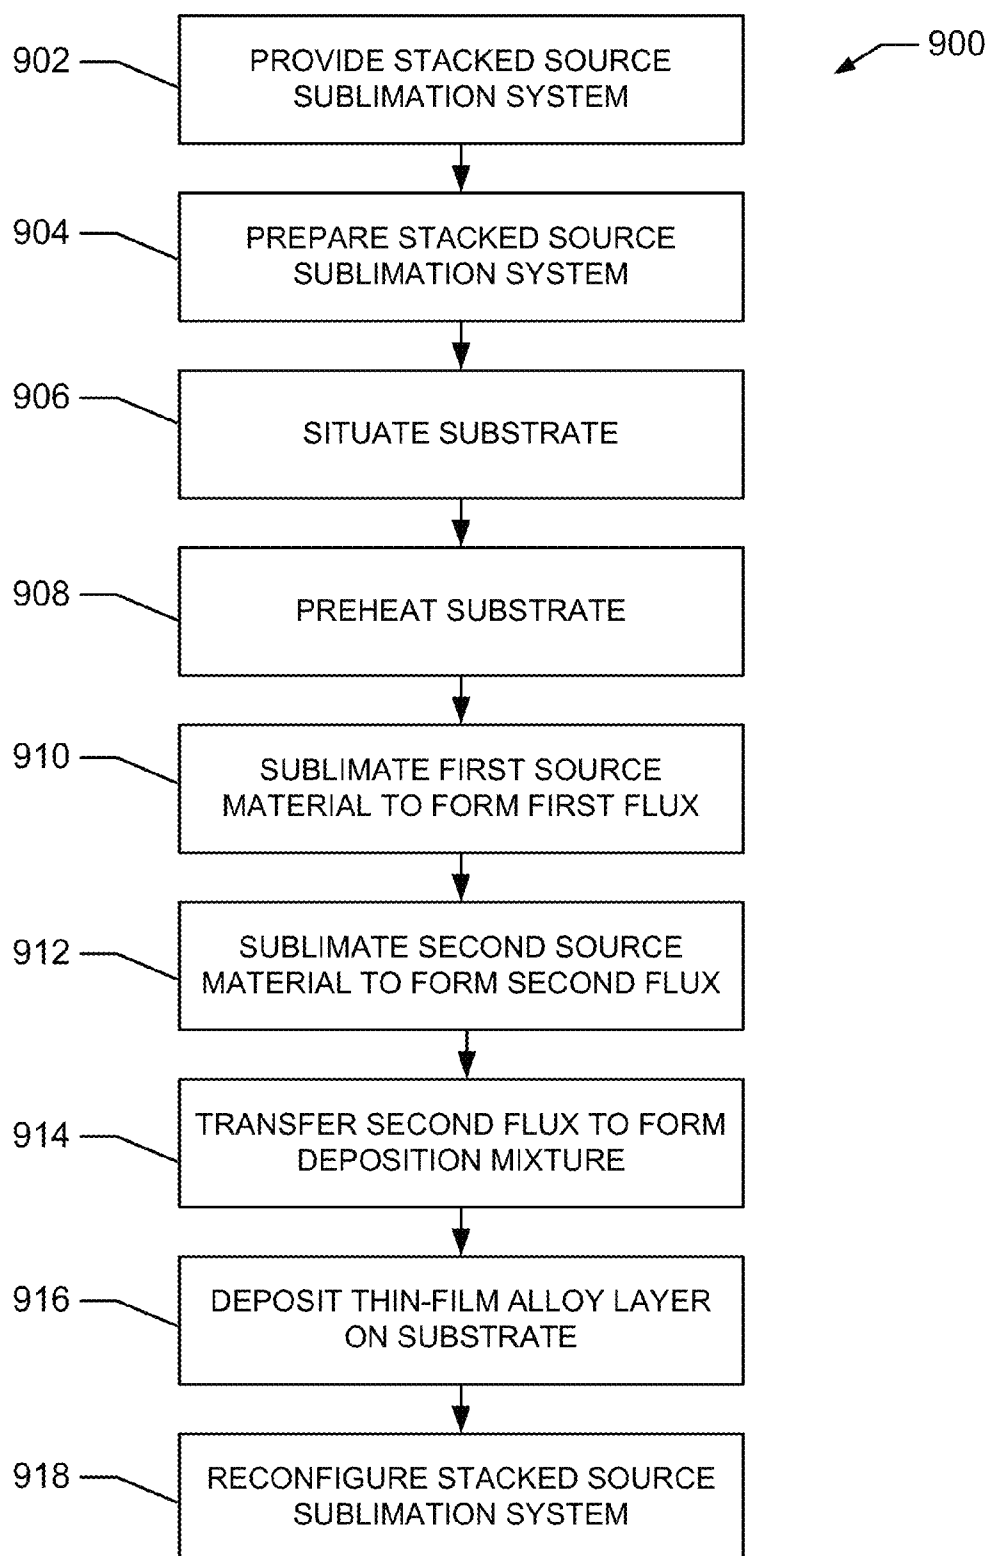 900
902
PROVIDE STACKED SOURCE
SUBLIMATION SYSTEM
904
PREPARE STACKED SOURCE
SUBLIMATION SYSTEM
906
SITUATE SUBSTRATE
908
PREHEAT SUBSTRATE
910
SUBLIMATE FIRST SOURCE
MATERIAL TO FORM FIRST FLUX
912
SUBLIMATE SECOND SOURCE
MATERIAL TO FORM SECOND FLUX
914
TRANSFER SECOND FLUX TO FORM
DEPOSITION MIXTURE
916
DEPOSIT THIN-FILM ALLOY LAYER
ON SUBSTRATE
918
RECONFIGURE STACKED SOURCE
SUBLIMATION SYSTEM